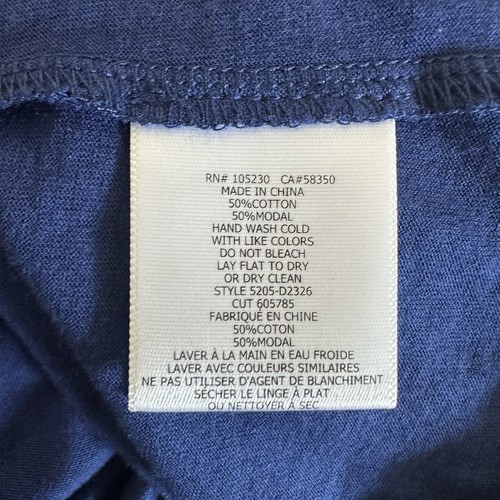 RN# 105230 CA#58350
MADE IN CHINA
50%COTTON
50%MODAL
HAND WASH COLD
WITH LIKE COLORS
DO NOT BLEACH
LAY FLAT TO DRY
OR DRY CLEAN
STYLE 5205-D2326
CUT 605785
FABRIQUÉ EN CHINE
50%COTON
50%MODAL
LAVER À LA MAIN EN EAU FROIDE
LAVER AVEC COULEURS SIMILAIRES
NE PAS UTILISER D'AGENT DE BLANCHIMENT
SÉCHER LE LINGE À PLAT
OU NETTOYER À SEC